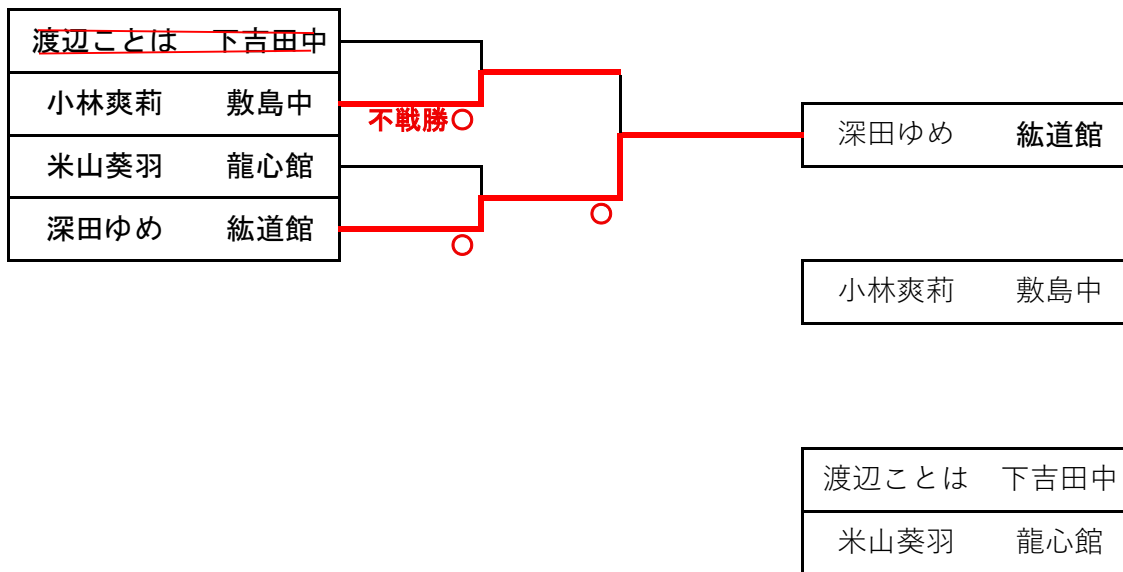 渡辺ことは 下吉田中
小林爽莉 敷島中
不戦勝〇
米山葵羽 龍心館
深田ゆめ 紘道館
〇
〇
深田ゆめ 紘道館
小林爽莉 敷島中
渡辺ことは 下吉田中
米山葵羽 龍心館